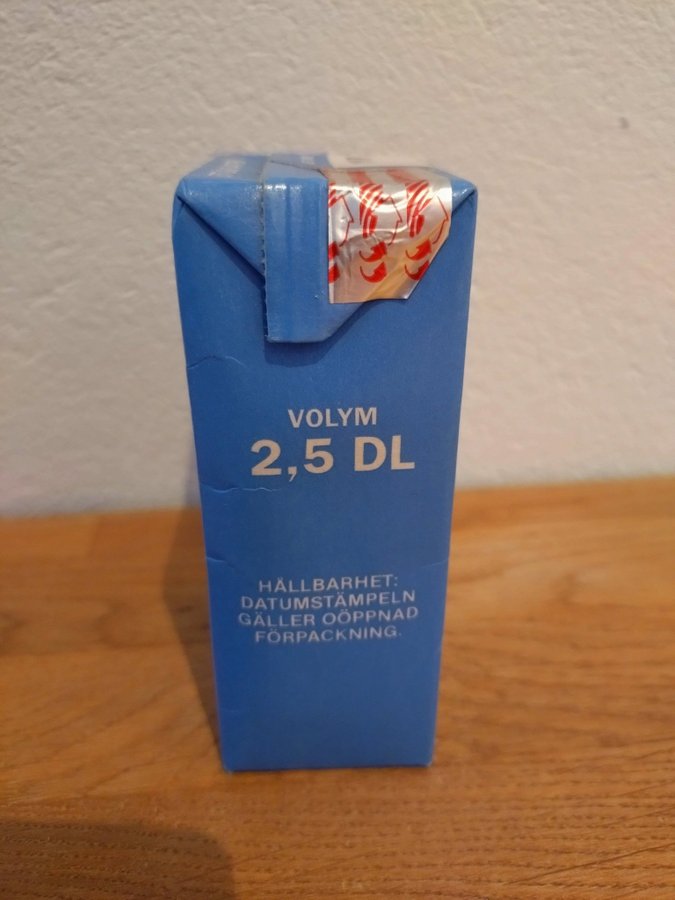 VOLYM
2,5 DL
HÅLLBARHET:
DATUMSTÄMPELN
GÄLLER OÖPPNAD
FÖRPACKNING.